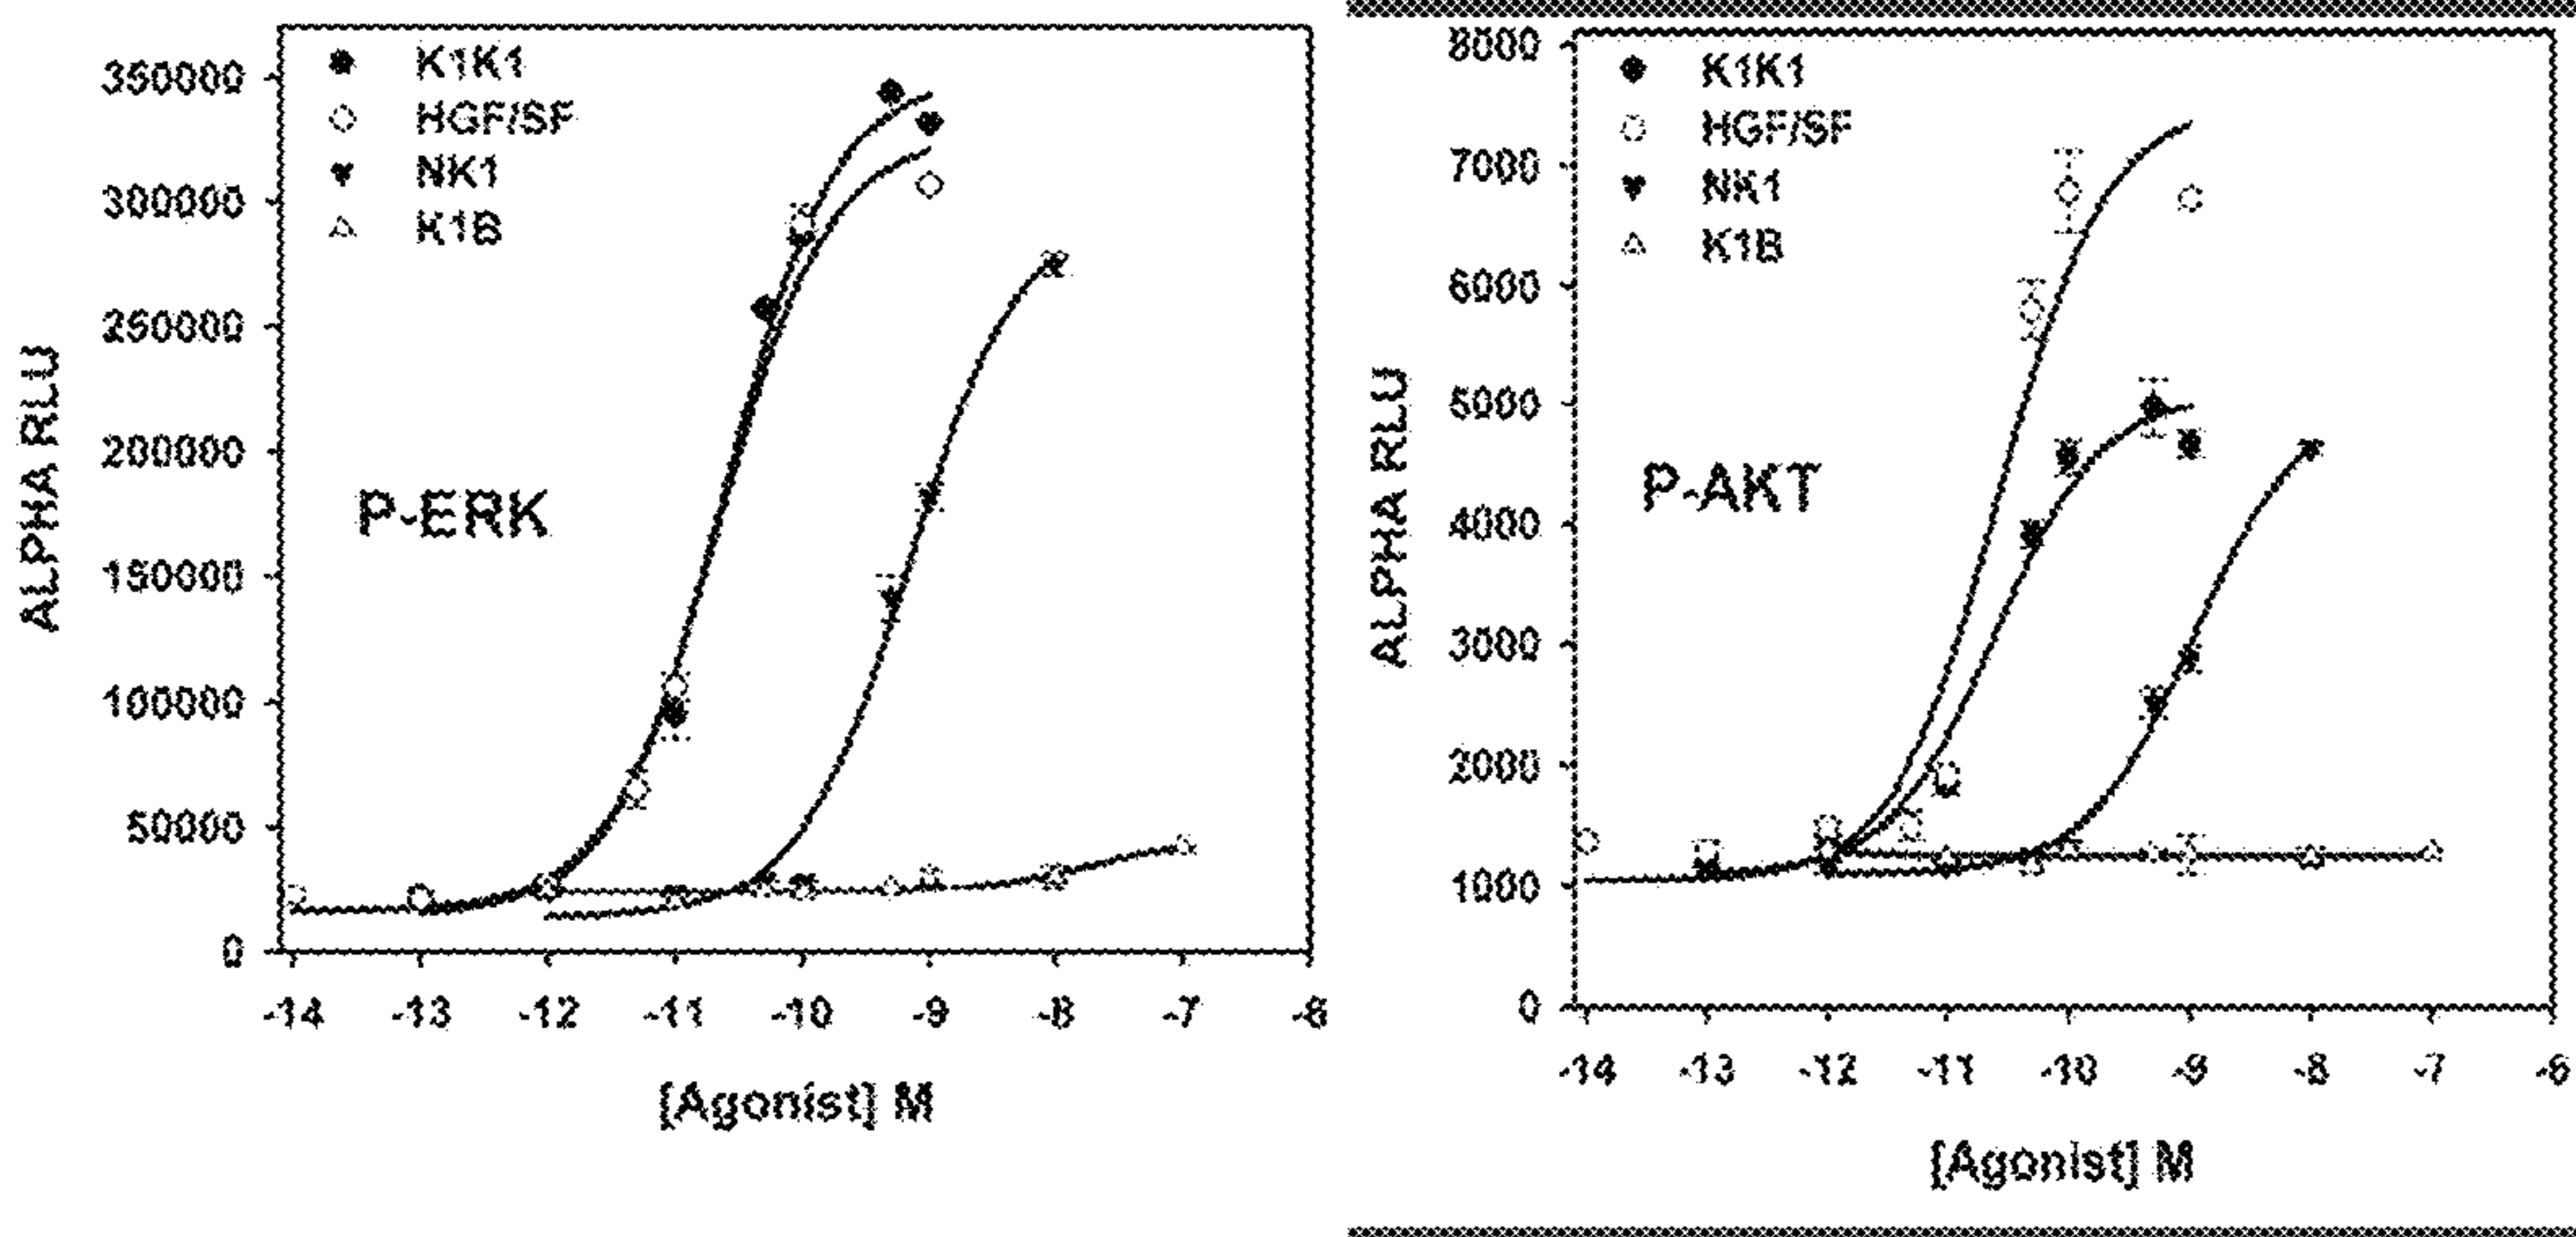 K1K1
HGF/SF
NK1
K1B
350000
300000
250000
200000
150000
100000
50000
0
ALPHA RLU
P-ERK
-14 -13 -12 -11 -10 -9 -8 -7 -6
[Agonist] M
K1K1
HGF/SF
NK1
K1B
8000
7000
6000
5000
4000
3000
2000
1000
0
ALPHA RLU
P-AKT
-14 -13 -12 -11 -10 -9 -8 -7 -6
[Agonist] M